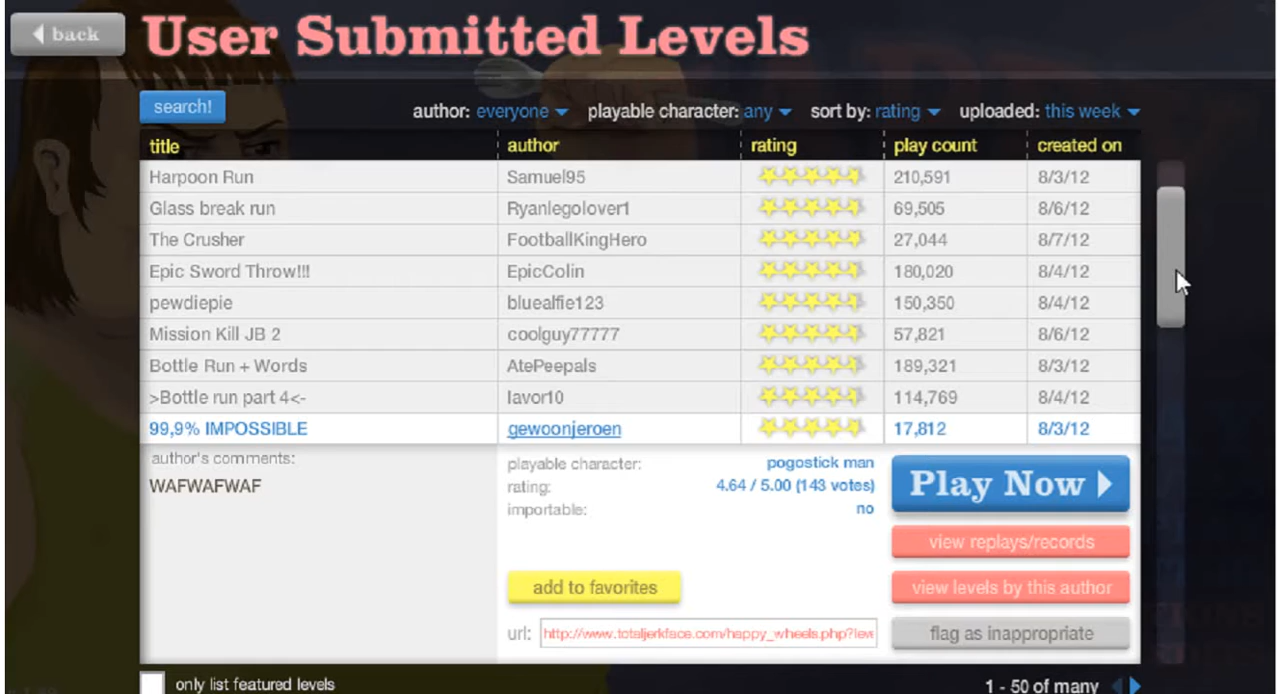 back
User Submitted Levels
search!
author: everyone playable character: any sort by: rating uploaded: this week
title author rating play count created on
Harpoon Run Samuel95 210,591 8/3/12
Glass break run Ryanlegolover1 69,505 8/6/12
The Crusher FootballKingHero 27,044 8/7/12
Epic Sword Throw!!! EpicColin 180,020 8/4/12
pewdiepie bluealfie123 150,350 8/4/12
Mission Kill JB 2 coolguy77777 57,821 8/6/12
Bottle Run + Words AtePeepals 189,321 8/3/12
>Bottle run part 4<- lavor10 114,769 8/4/12
99,9% IMPOSSIBLE gewoonjeroen 17,812 8/3/12
author's comments:
WAFWAFWAF
playable character: pogostick man
rating: 4.64 / 5.00 (143 votes)
importable: no
Play Now
view replays/records
view levels by this author
add to favorites
url: http://www.totaljerkface.com/happy_wheels.php?lev
flag as inappropriate
only list featured levels
1 - 50 of many